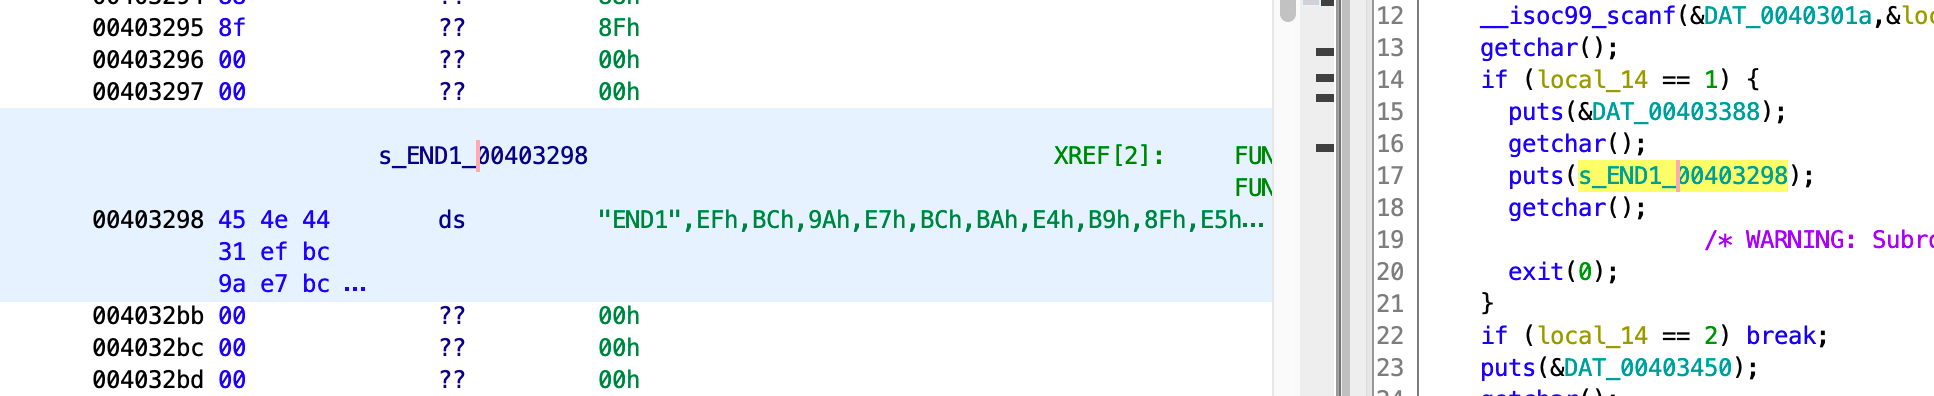 00403295 8f ?? 8Fh
00403296 00 ?? 00h
00403297 00 ?? 00h
s_END1_00403298 XREF[2]: FUN
FUN
00403298 45 4e 44 ds "END1",EFh,BCh,9Ah,E7h,BCh,BAh,E4h,B9h,8Fh,E5h...
31 ef bc
9a e7 bc ...
004032bb 00 ?? 00h
004032bc 00 ?? 00h
004032bd 00 ?? 00h
12 __isoc99_scanf(&DAT_0040301a,&loc
13 getchar();
14 if (local_14 == 1) {
15 puts(&DAT_00403388);
16 getchar();
17 puts(s_END1_00403298);
18 getchar();
19 /* WARNING: Subro
20 exit(0);
21 }
22 if (local_14 == 2) break;
23 puts(&DAT_00403450);